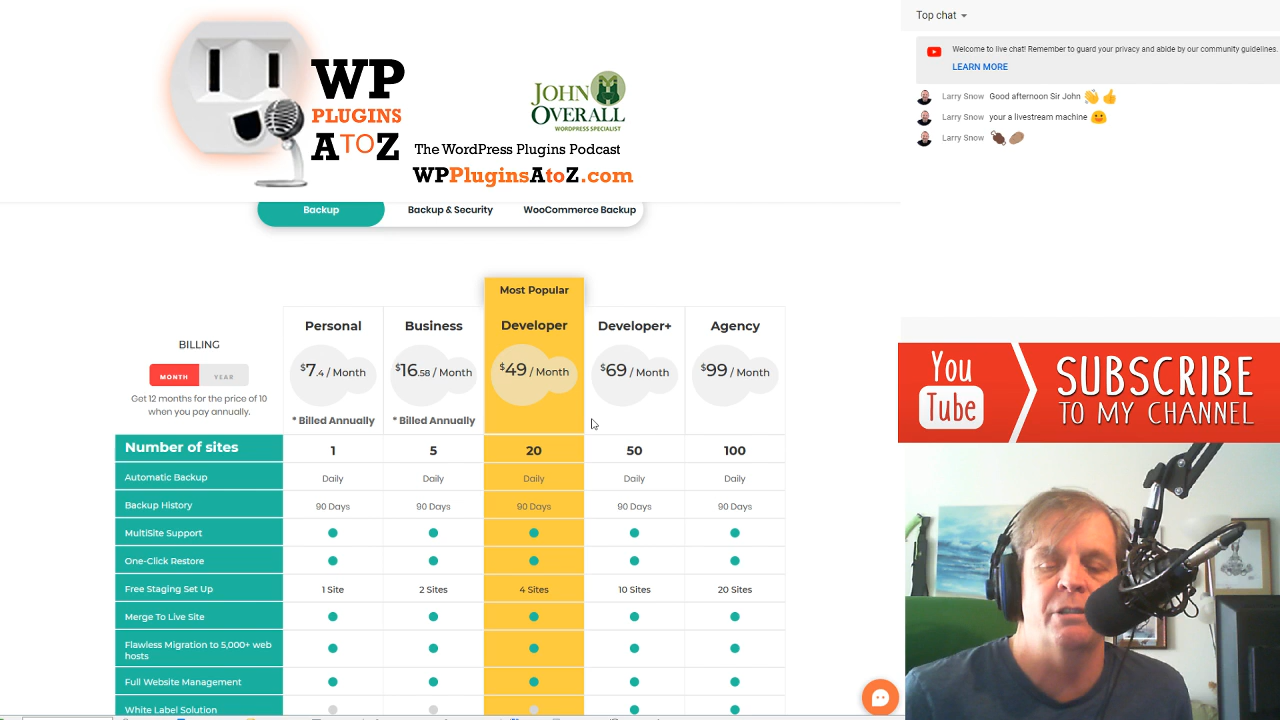 WP
PLUGINS
ATOZ
JOHN
OVERALL
WORDPRESS SPECIALIST
The WordPress Plugins Podcast
WPPluginsAtoZ.com
Backup
Backup & Security
WooCommerce Backup
Most Popular
BILLING
MONTH
YEAR
Get 12 months for the price of 10
when you pay annually.
Personal
Business
Developer
Developer+
Agency
$7.4 / Month
$16.58 / Month
$49 / Month
$69 / Month
$99 / Month
* Billed Annually
* Billed Annually
Number of sites 1 5 20 50 100
Automatic Backup Daily Daily Daily Daily Daily
Backup History 90 Days 90 Days 90 Days 90 Days 90 Days
MultiSite Support
One-Click Restore
Free Staging Set Up 1 Site 2 Sites 4 Sites 10 Sites 20 Sites
Merge To Live Site
Flawless Migration to 5,000+ web
hosts
Full Website Management
White Label Solution
Top chat
Welcome to live chat! Remember to guard your privacy and abide by our community guidelines.
LEARN MORE
Larry Snow Good afternoon Sir John 👋👍
Larry Snow your a livestream machine
Larry Snow
You
Tube
SUBSCRIBE
TO MY CHANNEL